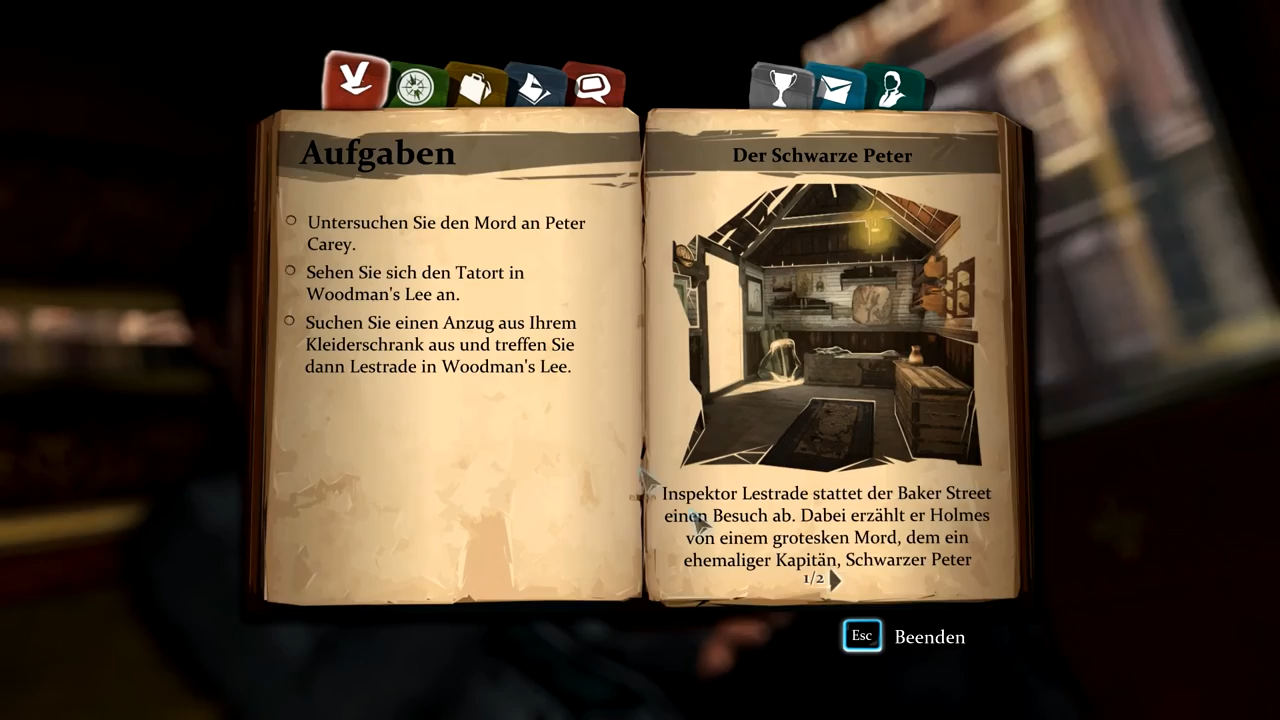 Aufgaben
Untersuchen Sie den Mord an Peter
Carey.
Sehen Sie sich den Tatort in
Woodman's Lee an.
Suchen Sie einen Anzug aus Ihrem
Kleiderschrank aus und treffen Sie
dann Lestrade in Woodman's Lee.
Der Schwarze Peter
Inspektor Lestrade stattet der Baker Street
einen Besuch ab. Dabei erzählt er Holmes
von einem grotesken Mord, dem ein
ehemaliger Kapitän, Schwarzer Peter
1/2
Esc Beenden